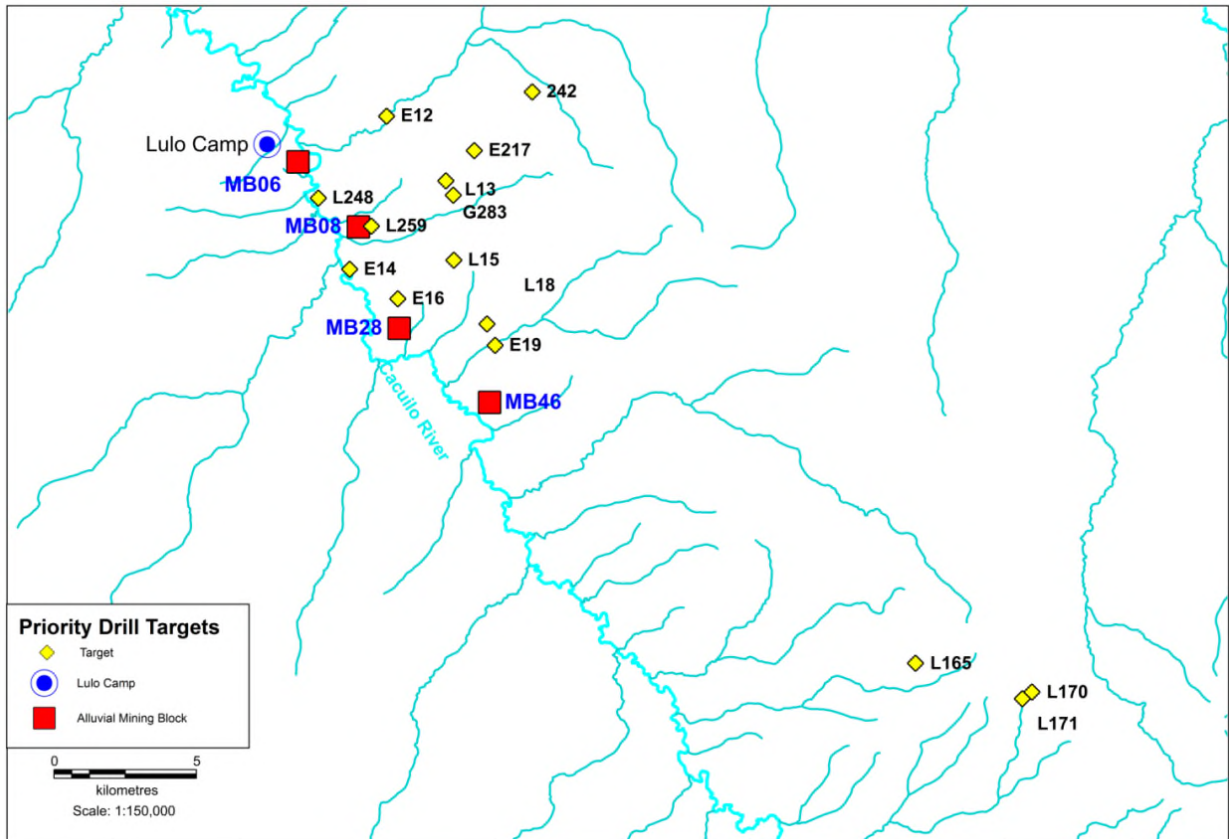 242
E12
Lulo Camp
E217
MB06
L13
L248
G283
MB08
L259
L15
E14
L18
E16
MB28
E19
Cacuilo River
MB46
Priority Drill Targets
Target
Lulo Camp
Alluvial Mining Block
0 5
kilometres
Scale: 1:150,000
L165
L170
L171